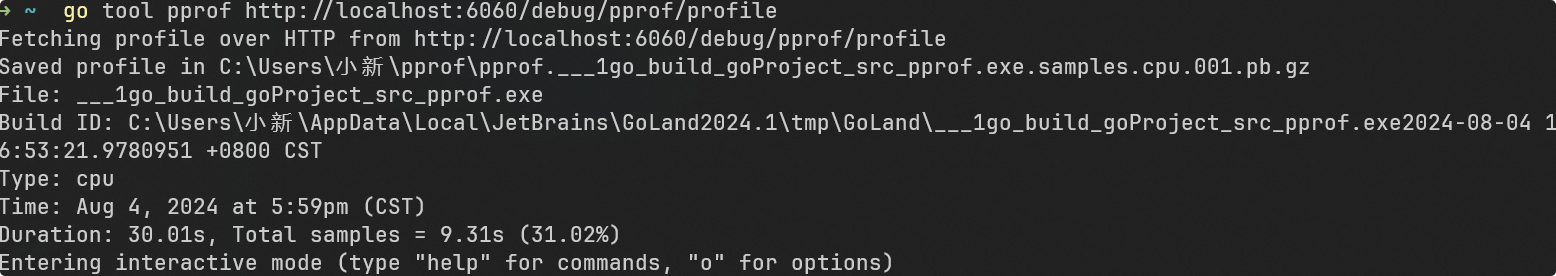 → ~ go tool pprof http://localhost:6060/debug/pprof/profile
Fetching profile over HTTP from http://localhost:6060/debug/pprof/profile
Saved profile in C:\Users\小新\pprof\pprof.___1go_build_goProject_src_pprof.exe.samples.cpu.001.pb.gz
File: ___1go_build_goProject_src_pprof.exe
Build ID: C:\Users\小新\AppData\Local\JetBrains\GoLand2024.1\tmp\GoLand\___1go_build_goProject_src_pprof.exe2024-08-04 1
6:53:21.9780951 +0800 CST
Type: cpu
Time: Aug 4, 2024 at 5:59pm (CST)
Duration: 30.01s, Total samples = 9.31s (31.02%)
Entering interactive mode (type "help" for commands, "o" for options)